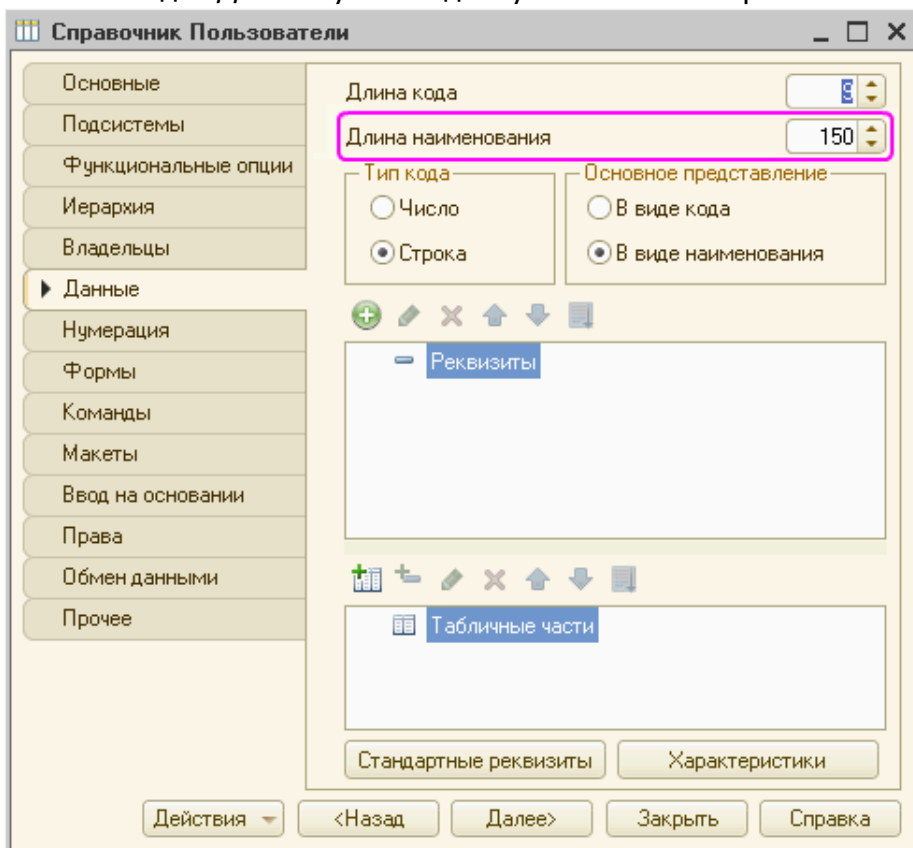 Справочник Пользователи
Основные
Подсистемы
Функциональные опции
Иерархия
Владельцы
Данные
Нумерация
Формы
Команды
Макеты
Ввод на основании
Права
Обмен данными
Прочее
Длина кода 9
Длина наименования 150
Тип кода
Число
Строка
Основное представление
В виде кода
В виде наименования
Реквизиты
Табличные части
Стандартные реквизиты Характеристики
Действия <Назад Далее> Закрыть Справка